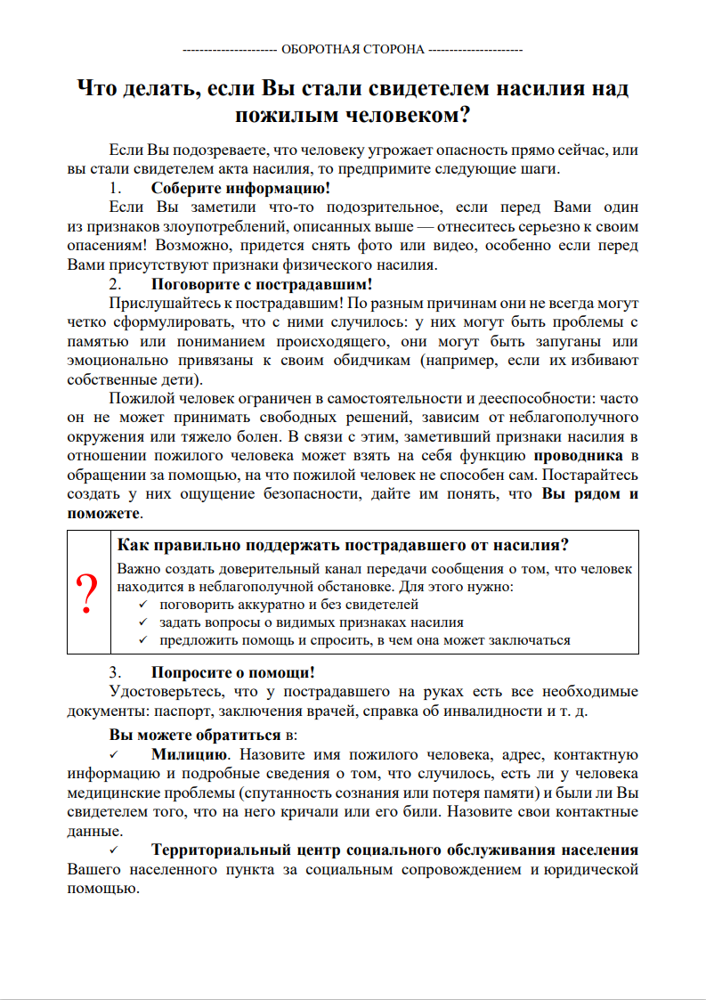 ---------------------- ОБОРОТНАЯ СТОРОНА ----------------------
Что делать, если Вы стали свидетелем насилия над
пожилым человеком?
Если Вы подозреваете, что человеку угрожает опасность прямо сейчас, или
вы стали свидетелем акта насилия, то предпримите следующие шаги.
1. Соберите информацию!
Если Вы заметили что-то подозрительное, если перед Вами один
из признаков злоупотреблений, описанных выше — отнеситесь серьезно к своим
опасениям! Возможно, придется снять фото или видео, особенно если перед
Вами присутствуют признаки физического насилия.
2. Поговорите с пострадавшим!
Прислушайтесь к пострадавшим! По разным причинам они не всегда могут
четко сформулировать, что с ними случилось: у них могут быть проблемы с
памятью или пониманием происходящего, они могут быть запуганы или
эмоционально привязаны к своим обидчикам (например, если их избивают
собственные дети).
Пожилой человек ограничен в самостоятельности и дееспособности: часто
он не может принимать свободных решений, зависим от неблагополучного
окружения или тяжело болен. В связи с этим, заметивший признаки насилия в
отношении пожилого человека может взять на себя функцию проводника в
обращении за помощью, на что пожилой человек не способен сам. Постарайтесь
создать у них ощущение безопасности, дайте им понять, что Вы рядом и
поможете.
?
Как правильно поддержать пострадавшего от насилия?
Важно создать доверительный канал передачи сообщения о том, что человек
находится в неблагополучной обстановке. Для этого нужно:
✓ поговорить аккуратно и без свидетелей
✓ задать вопросы о видимых признаках насилия
✓ предложить помощь и спросить, в чем она может заключаться
3. Попросите о помощи!
Удостоверьтесь, что у пострадавшего на руках есть все необходимые
документы: паспорт, заключения врачей, справка об инвалидности и т. д.
Вы можете обратиться в:
✓ Милицию. Назовите имя пожилого человека, адрес, контактную
информацию и подробные сведения о том, что случилось, есть ли у человека
медицинские проблемы (спутанность сознания или потеря памяти) и были ли Вы
свидетелем того, что на него кричали или его били. Назовите свои контактные
данные.
✓ Территориальный центр социального обслуживания населения
Вашего населенного пункта за социальным сопровождением и юридической
помощью.